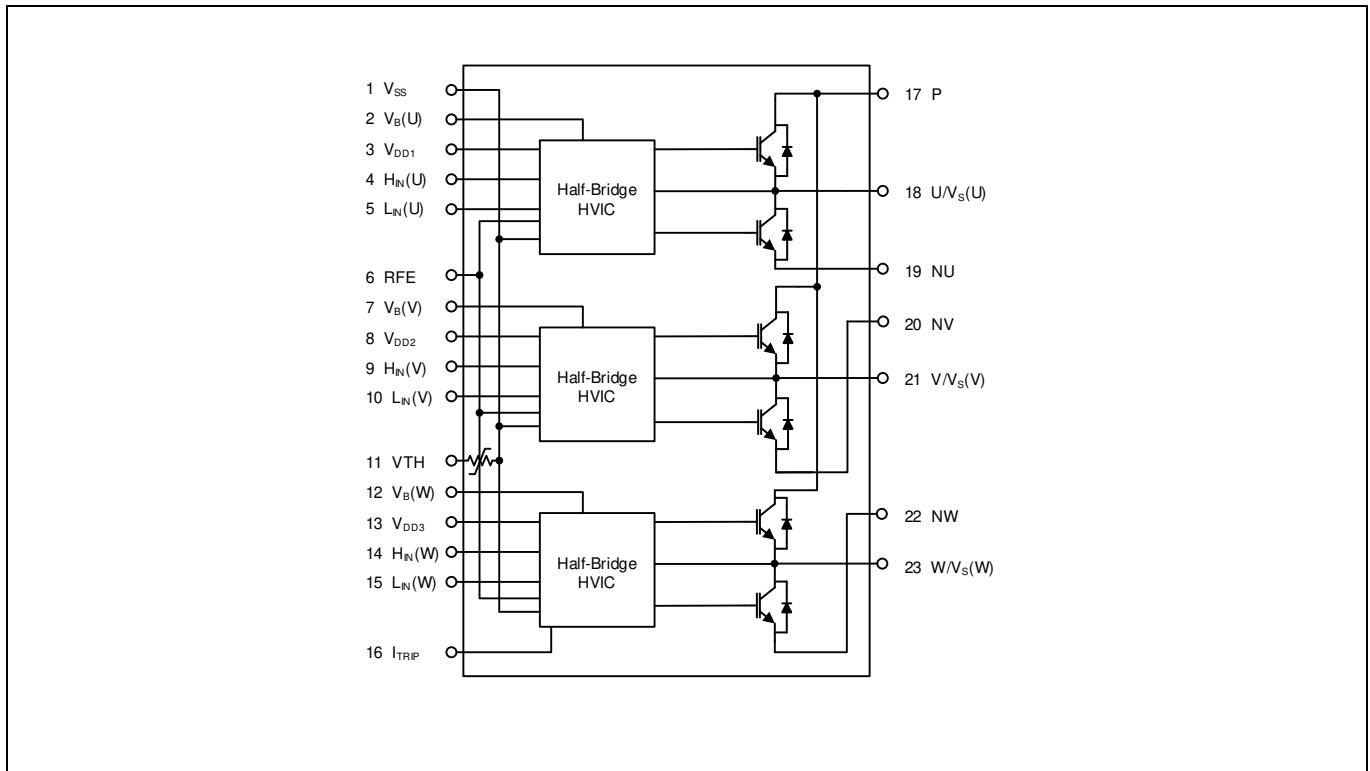 1 VSS
2 VB(U)
3 VDD1
4 HIN(U)
5 LIN(U)
6 RFE
7 VB(V)
8 VDD2
9 HIN(V)
10 LIN(V)
11 VTH
12 VB(W)
13 VDD3
14 HIN(W)
15 LIN(W)
16 ITRIP
Half-Bridge
HVIC
Half-Bridge
HVIC
Half-Bridge
HVIC
17 P
18 U/VS(U)
19 NU
20 NV
21 V/VS(V)
22 NW
23 W/VS(W)